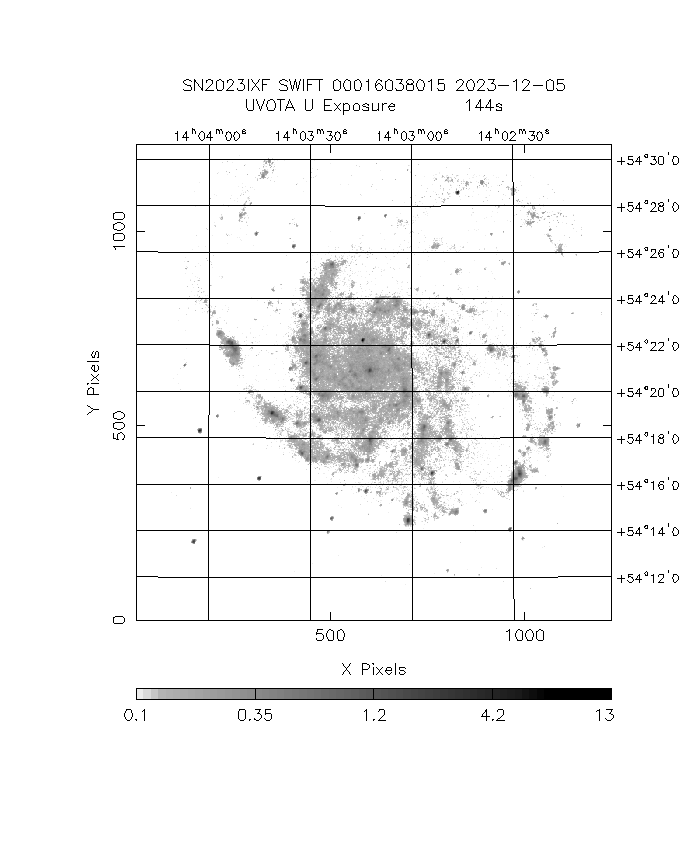 SN2023IXF SWIFT 00016038015 2023-12-05
UVOTA U Exposure 144s
14ʰ04ᵐ00ˢ 14ʰ03ᵐ30ˢ 14ʰ03ᵐ00ˢ 14ʰ02ᵐ30ˢ
+54°30'0
+54°28'0
1000
+54°26'0
+54°24'0
+54°22'0
Y Pixels
+54°20'0
500
+54°18'0
+54°16'0
+54°14'0
+54°12'0
0
500 1000
X Pixels
0.1 0.35 1.2 4.2 13